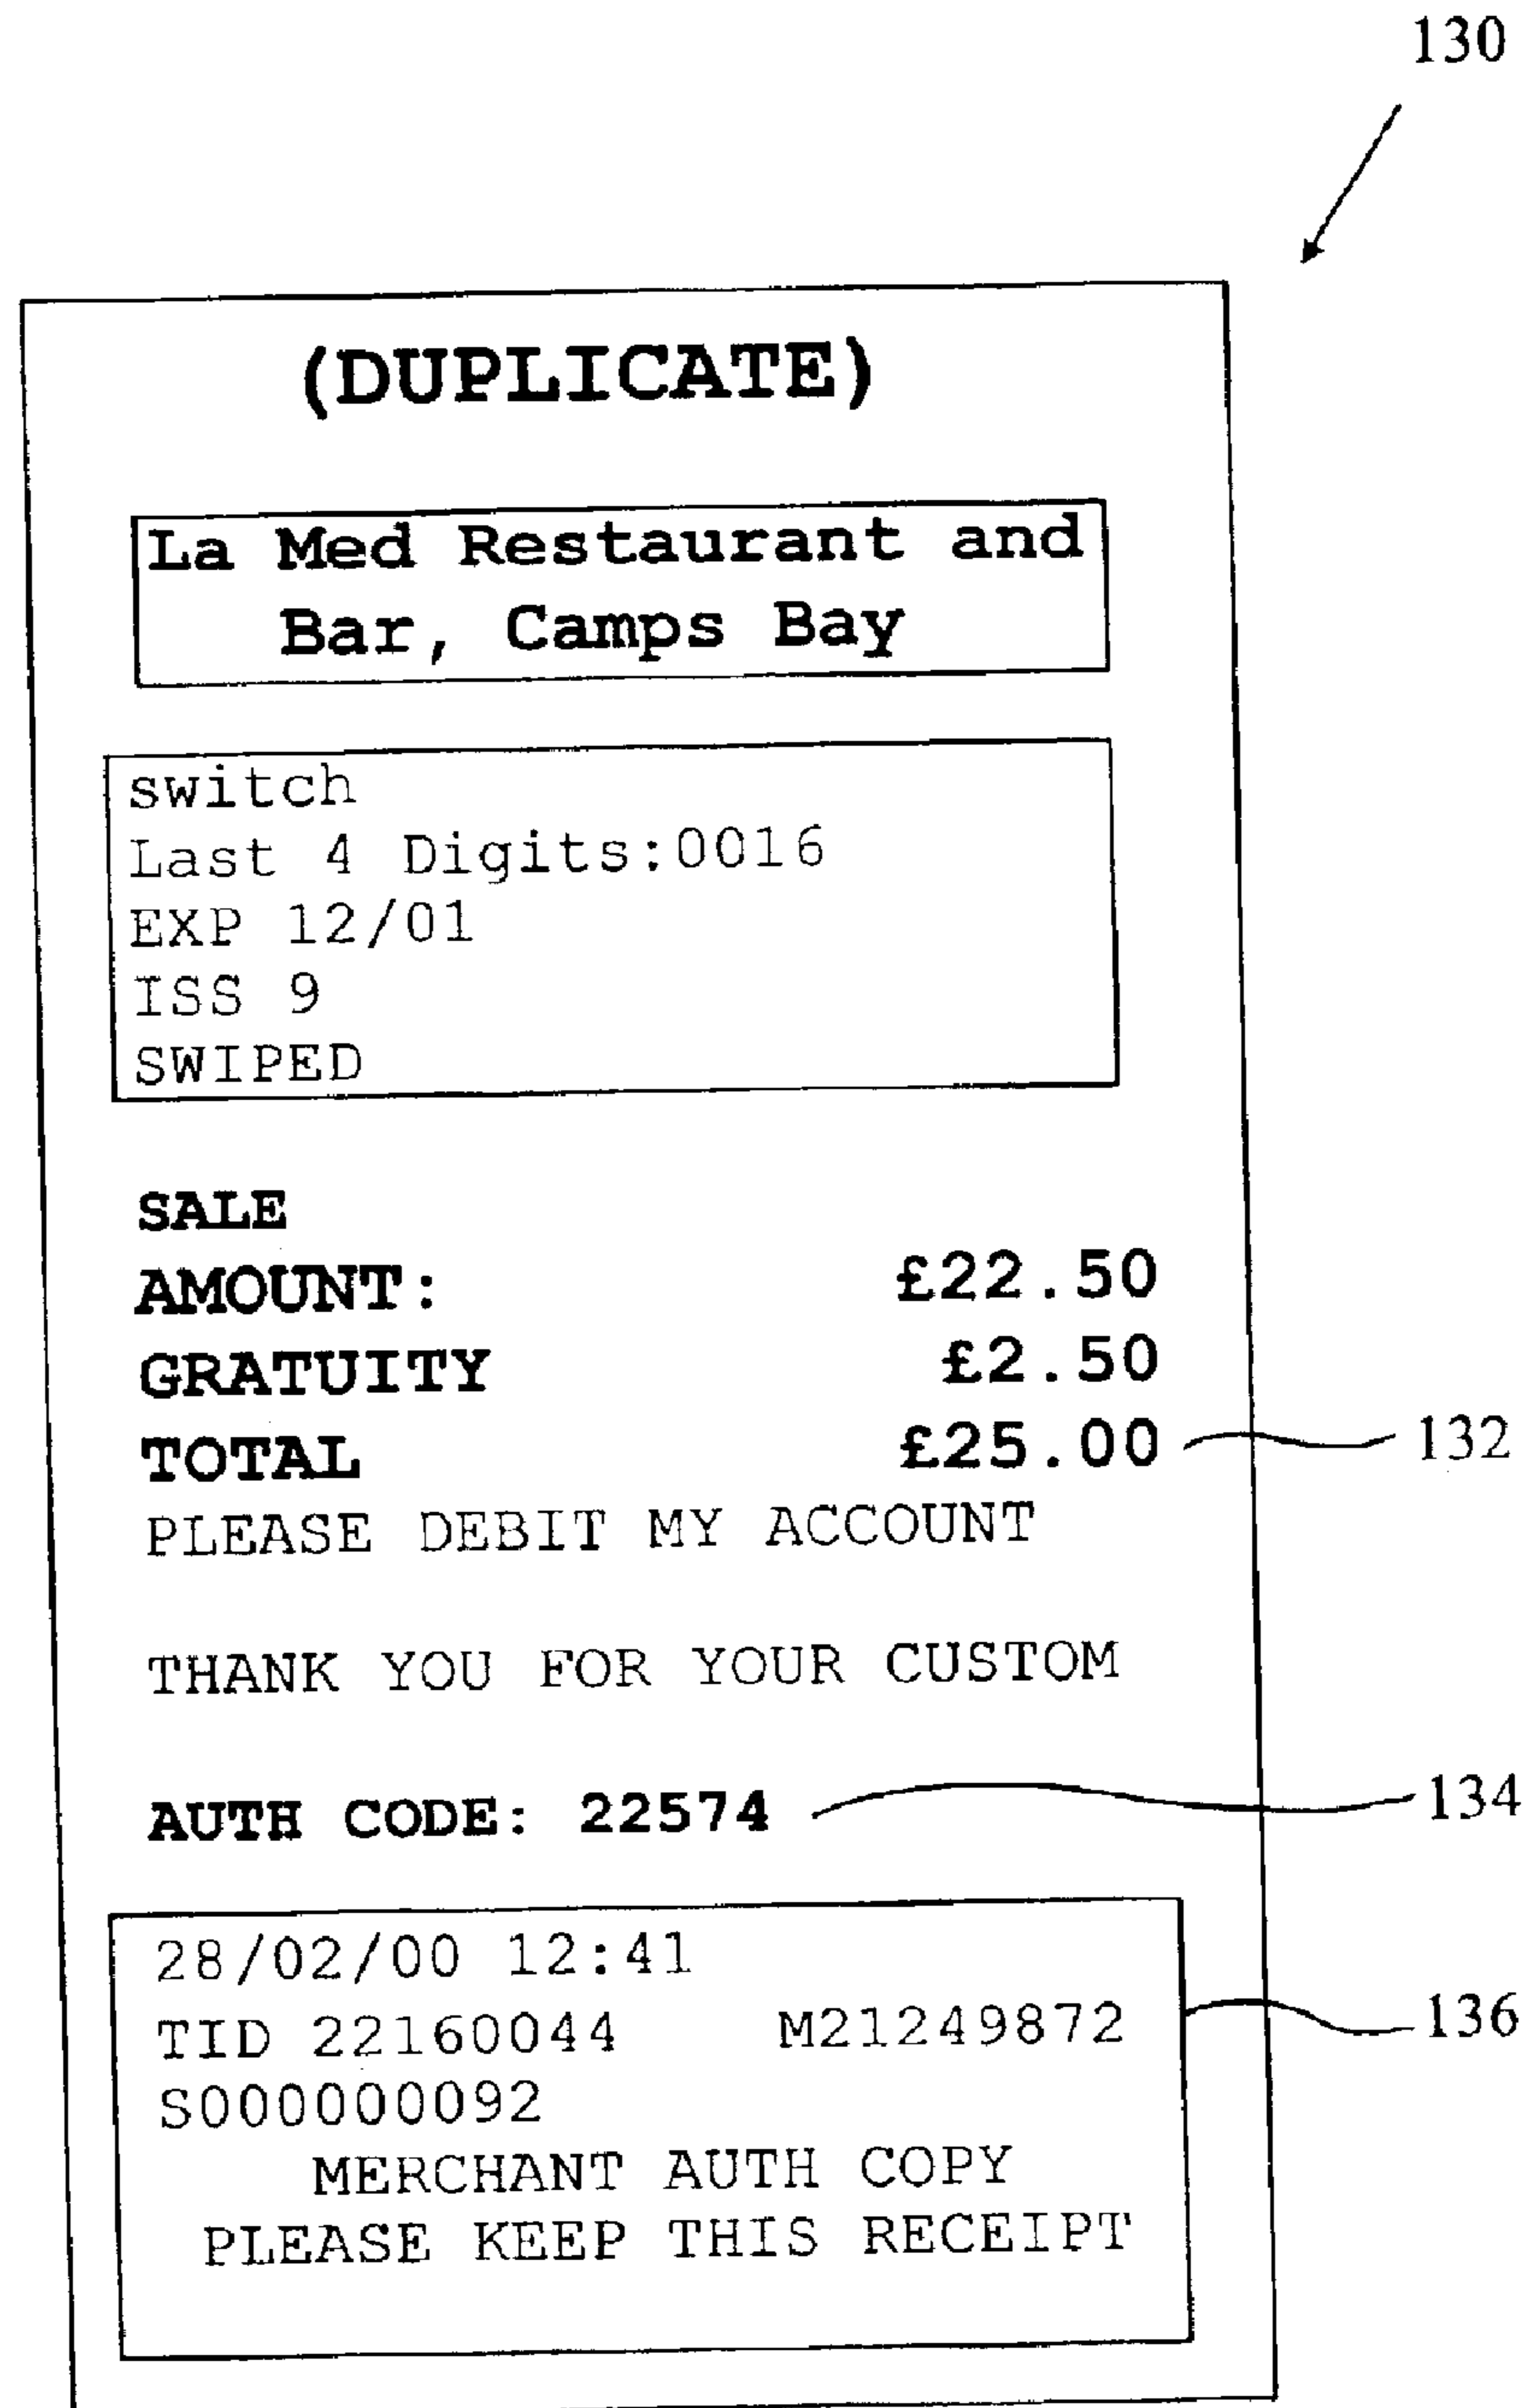 130
(DUPLICATE)
La Med Restaurant and
Bar, Camps Bay
switch
Last 4 Digits:0016
EXP 12/01
ISS 9
SWIPED
SALE
AMOUNT: £22.50
GRATUITY £2.50
TOTAL £25.00 132
PLEASE DEBIT MY ACCOUNT
THANK YOU FOR YOUR CUSTOM
AUTH CODE: 22574 134
28/02/00 12:41
TID 22160044 M21249872 136
S000000092
MERCHANT AUTH COPY
PLEASE KEEP THIS RECEIPT